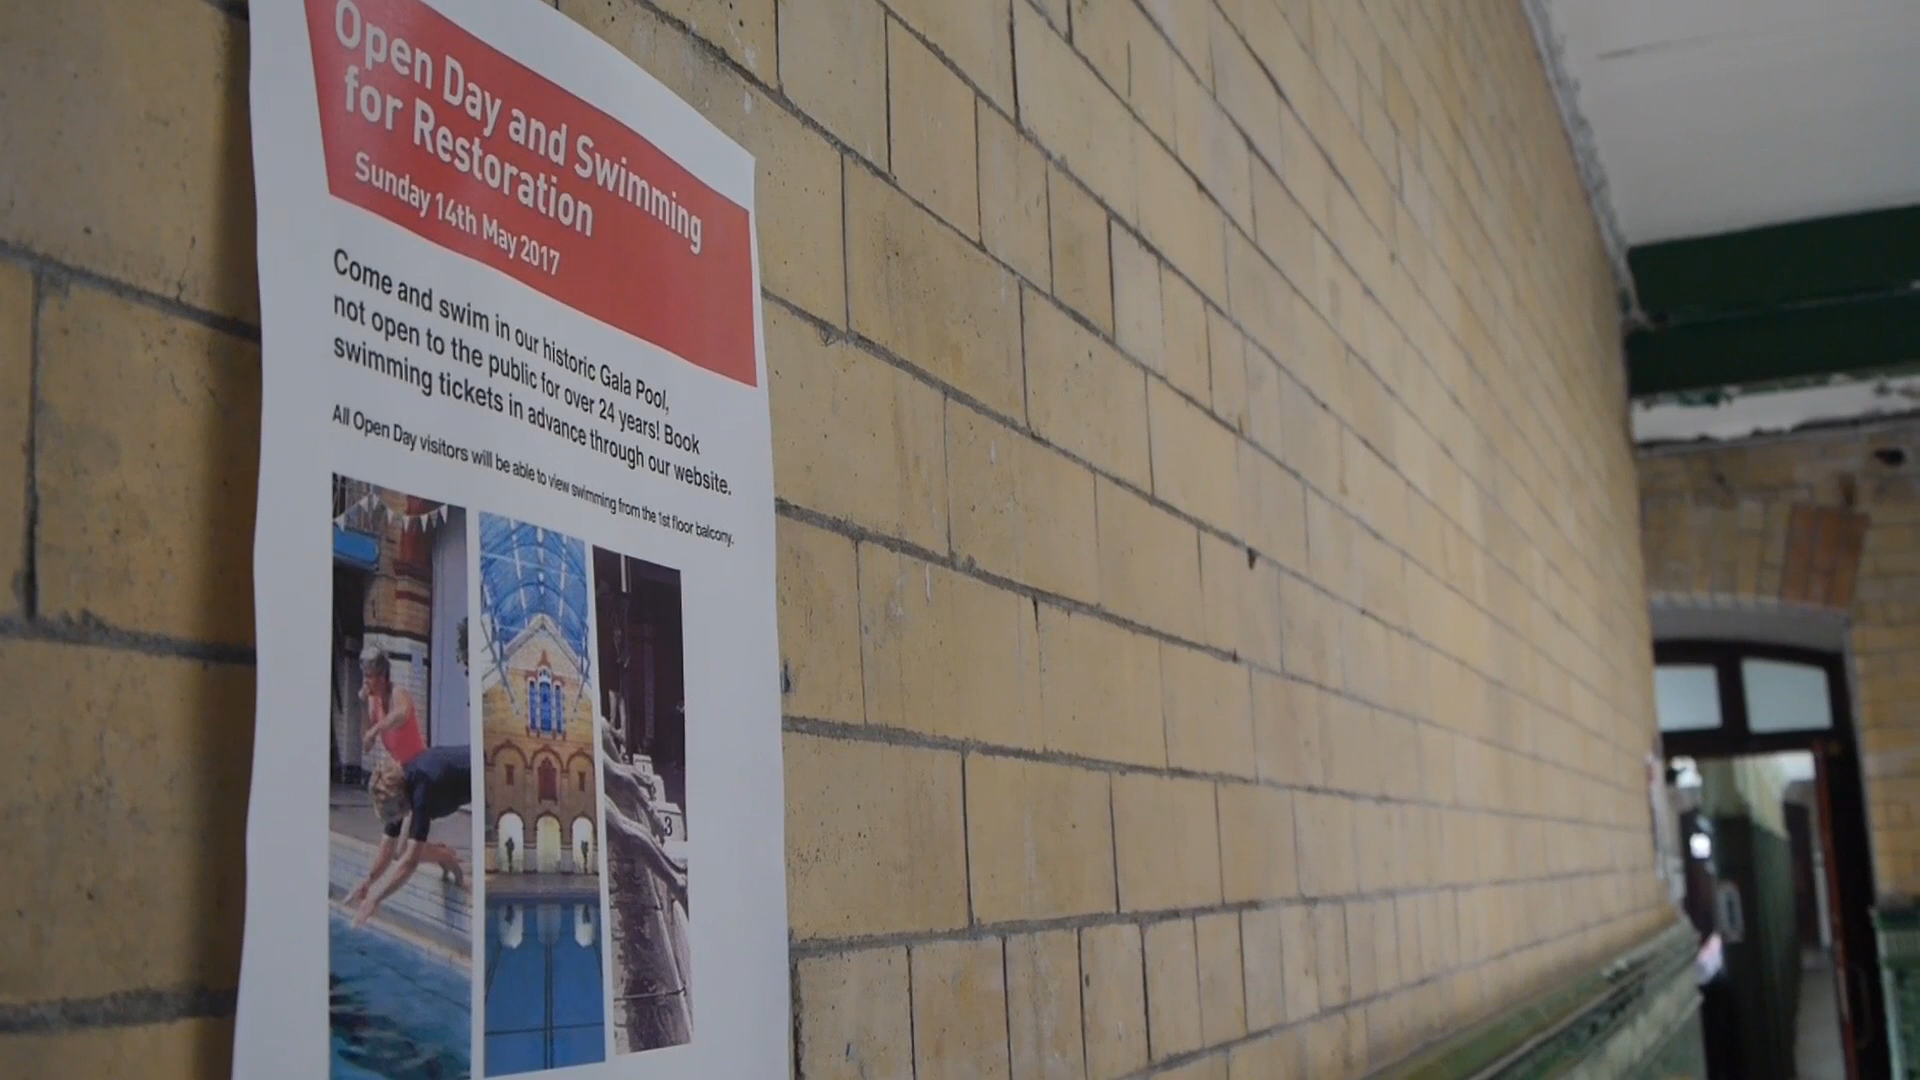 Open Day and Swimming
for Restoration
Sunday 14th May 2017
Come and swim in our historic Gala Pool,
not open to the public for over 24 years! Book
swimming tickets in advance through our website.
All Open Day visitors will be able to view swimming from the 1st floor balcony.
3